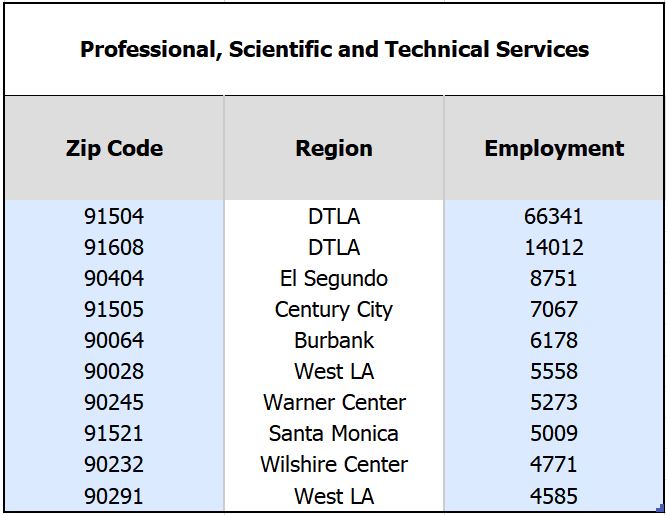 Professional, Scientific and Technical Services
Zip Code Region Employment
91504 DTLA 66341
91608 DTLA 14012
90404 El Segundo 8751
91505 Century City 7067
90064 Burbank 6178
90028 West LA 5558
90245 Warner Center 5273
91521 Santa Monica 5009
90232 Wilshire Center 4771
90291 West LA 4585